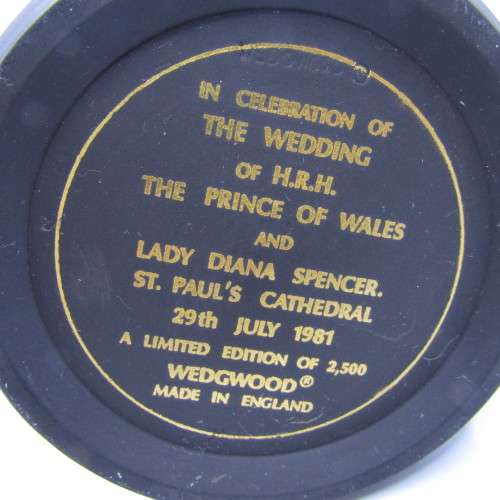 WEDGWOOD
IN CELEBRATION OF
THE WEDDING
OF H.R.H.
THE PRINCE OF WALES
AND
LADY DIANA SPENCER.
ST. PAUL'S CATHEDRAL
29th JULY 1981
A LIMITED EDITION OF 2,500
WEDGWOOD®
MADE IN ENGLAND